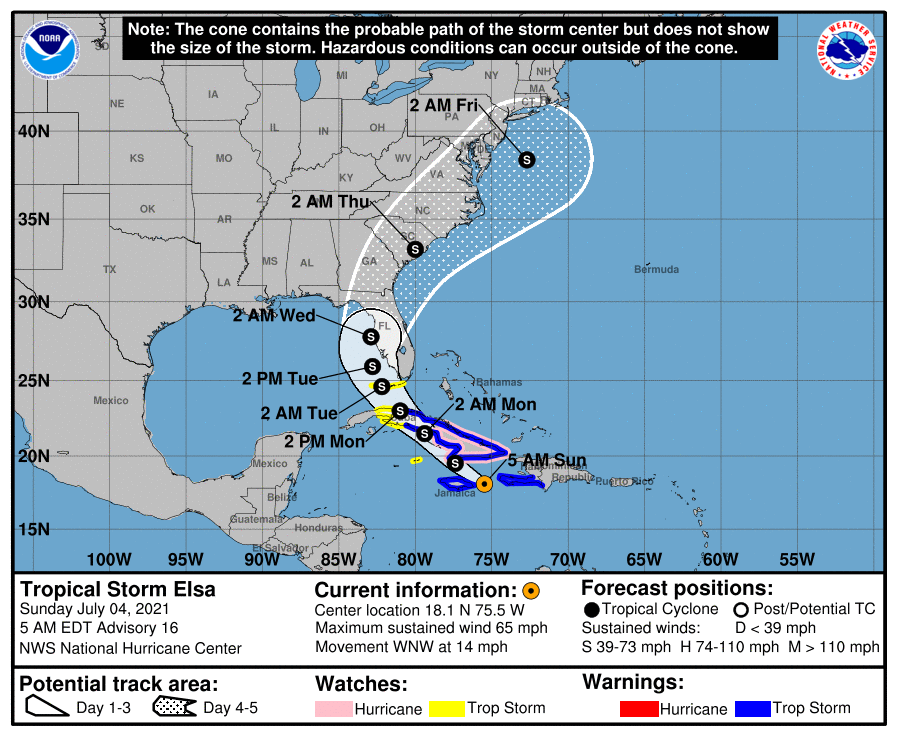 Note: The cone contains the probable path of the storm center but does not show
the size of the storm. Hazardous conditions can occur outside of the cone.
NOAA
NATIONAL WEATHER SERVICE
SD
MI
NY
NH
MA
CT
NE
IA
PA
2 AM Fri
40N
IL
IN
OH
DE
KS
MO
WV
VA
KY
2 AM Thu
35N
OK
AR
NC
SC
TX
MS
AL
GA
LA
Bermuda
30N
2 AM Wed
FL
2 PM Tue
25N
Mexico
Bahamas
2 AM Tue
2 AM Mon
2 PM Mon
20N
Mexico
5 AM Sun
Dominican
Republic
Puerto Rico
Jamaica
Belize
Guatemala
Honduras
15N
El Salvador
100W 95W 90W 85W 80W 75W 70W 65W 60W 55W
S
S
S
S
S
S
S
S
Tropical Storm Elsa
Sunday July 04, 2021
5 AM EDT Advisory 16
NWS National Hurricane Center
Current information:
Center location 18.1 N 75.5 W
Maximum sustained wind 65 mph
Movement WNW at 14 mph
Forecast positions:
Tropical Cyclone Post/Potential TC
Sustained winds: D < 39 mph
S 39-73 mph H 74-110 mph M > 110 mph
Potential track area:
Day 1-3 Day 4-5
Watches:
Hurricane Trop Storm
Warnings:
Hurricane Trop Storm